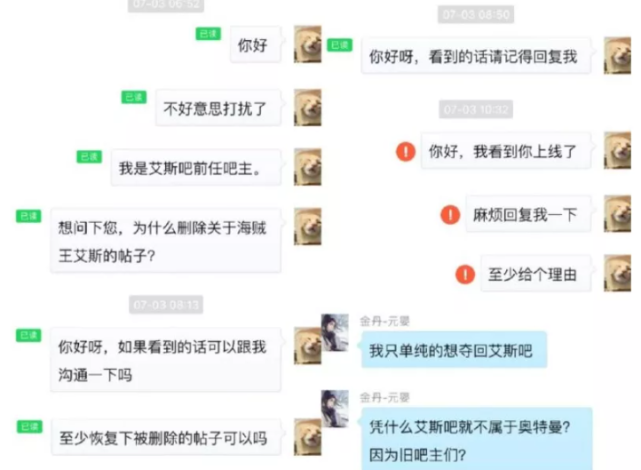 07-03 06:52
已读
你好
已读
不好意思打扰了
已读
我是艾斯吧前任吧主。
已读
想问下您，为什么删除关于海贼
王艾斯的帖子？
07-03 08:13
已读
你好呀，如果看到的话可以跟我
沟通一下吗
已读
至少恢复下被删除的帖子可以吗
07-03 08:50
已读
你好呀，看到的话请记得回复我
07-03 10:32
你好，我看到你上线了
麻烦回复我一下
至少给个理由
金丹-元婴
我只单纯的想夺回艾斯吧
金丹-元婴
凭什么艾斯吧就不属于奥特曼？
因为旧吧主们？